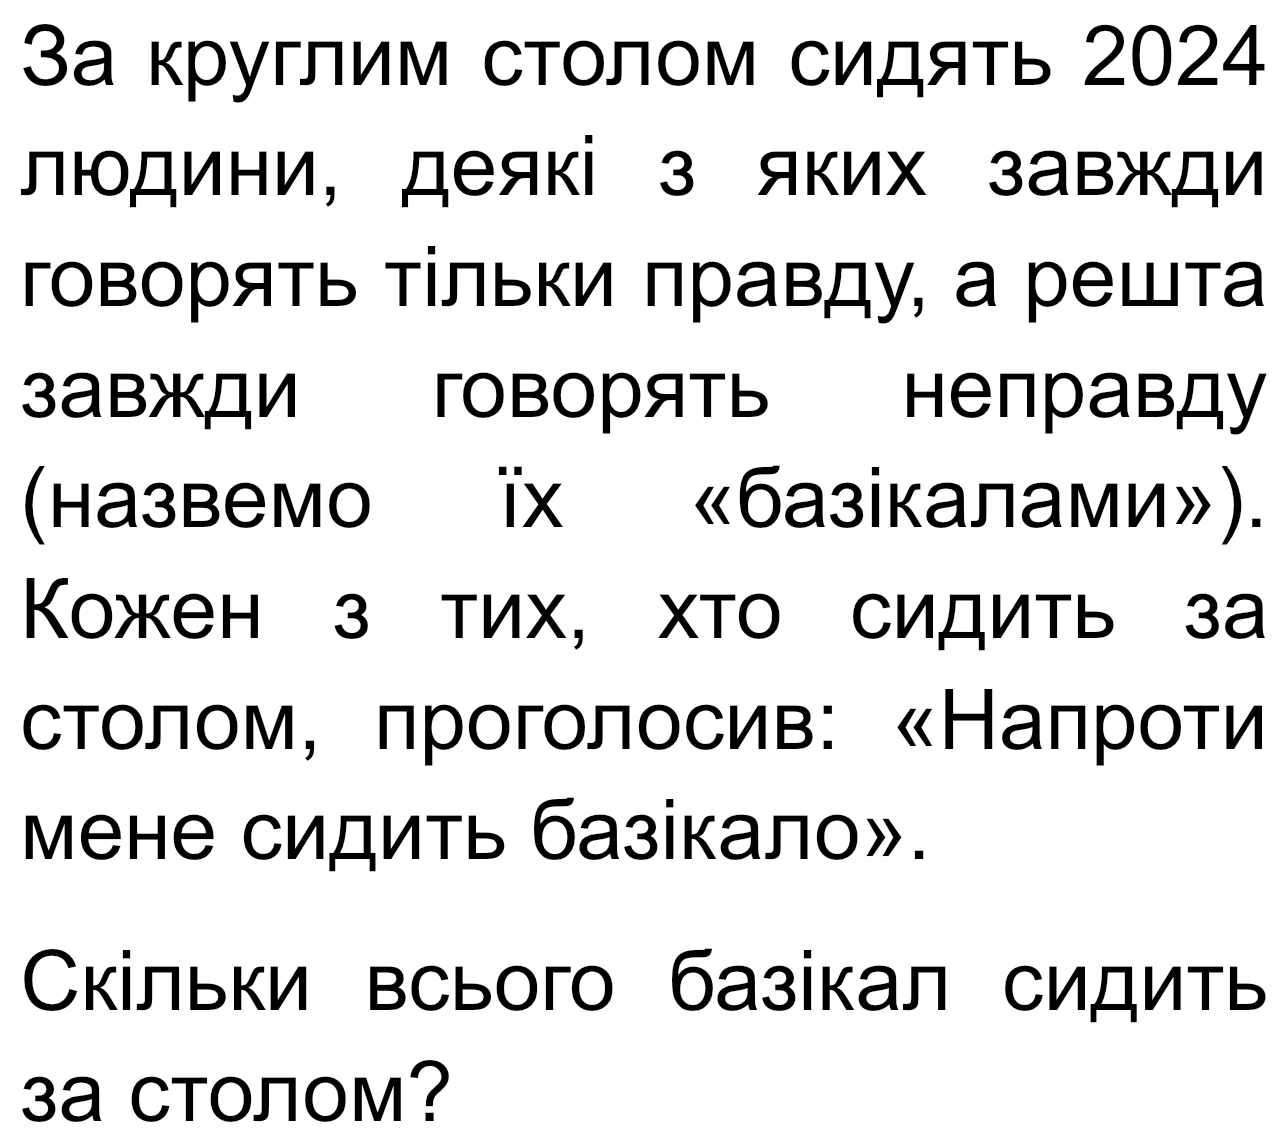 За круглим столом сидять 2024
людини, деякі з яких завжди
говорять тільки правду, а решта
завжди говорять неправду
(назвемо їх «базікалами»).
Кожен з тих, хто сидить за
столом, проголосив: «Напроти
мене сидить базікало».
Скільки всього базікал сидить
за столом?